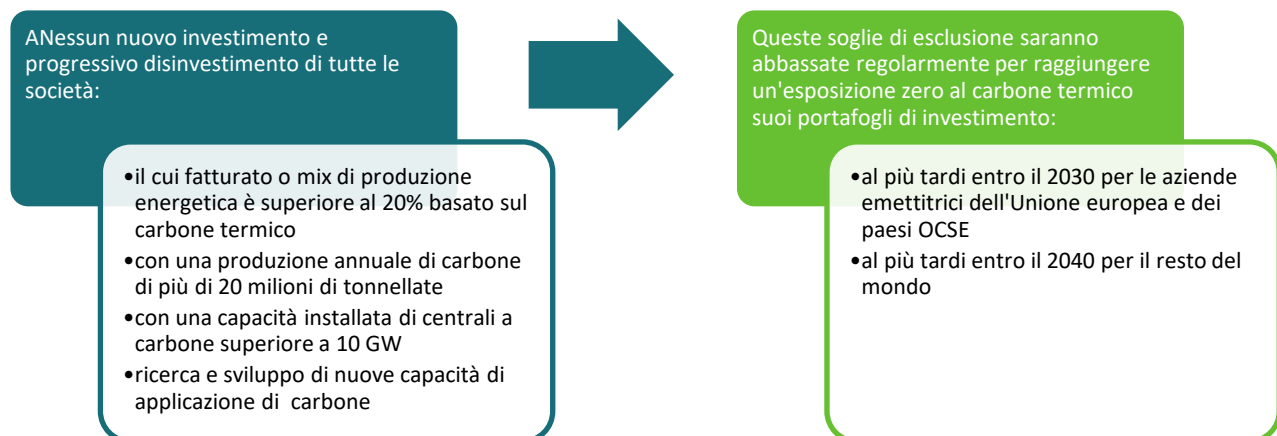 ANessun nuovo investimento e
progressivo disinvestimento di tutte le
società:
•il cui fatturato o mix di produzione
energetica è superiore al 20% basato sul
carbone termico
•con una produzione annuale di carbone
di più di 20 milioni di tonnellate
•con una capacità installata di centrali a
carbone superiore a 10 GW
•ricerca e sviluppo di nuove capacità di
applicazione di  carbone
Queste soglie di esclusione saranno
abbassate regolarmente per raggiungere
un'esposizione zero al carbone termico
suoi portafogli di investimento:
•al più tardi entro il 2030 per le aziende
emettitrici dell'Unione europea e dei
paesi OCSE
•al più tardi entro il 2040 per il resto del
mondo